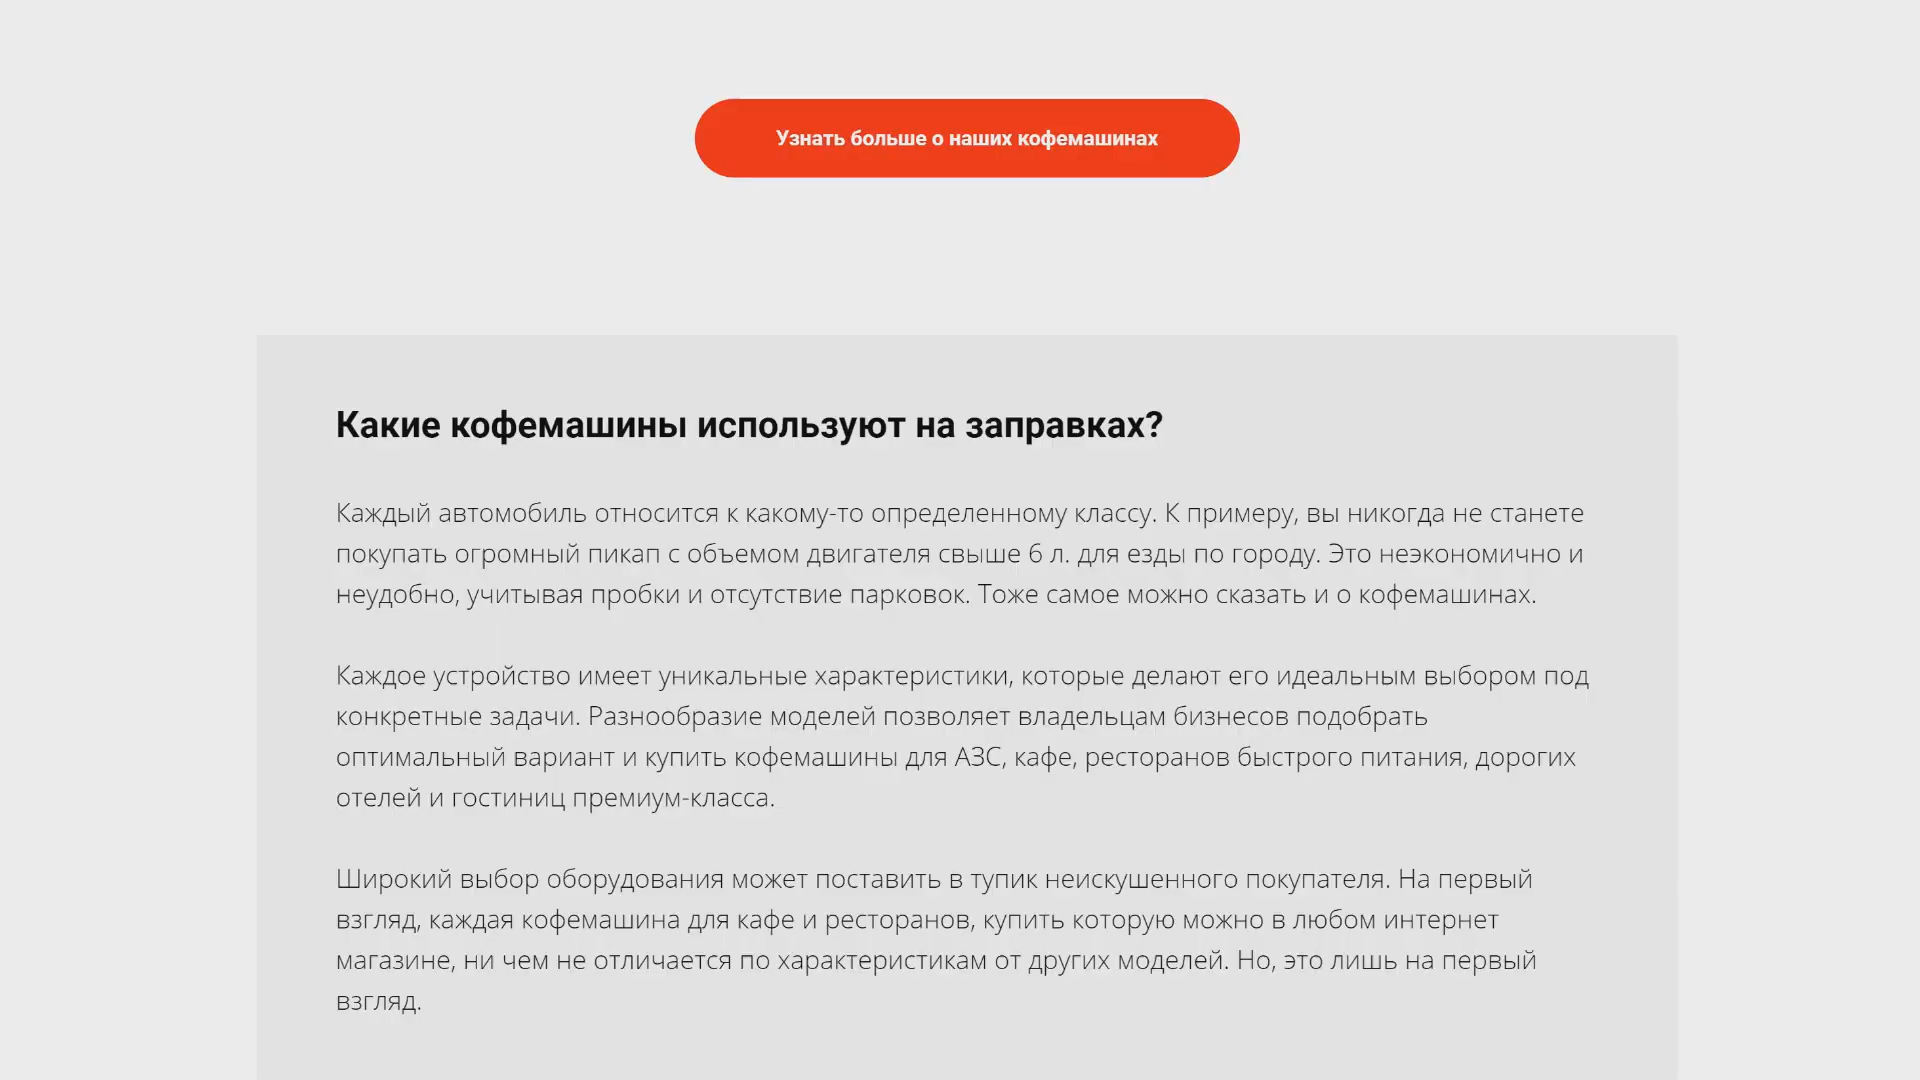 Узнать больше о наших кофемашинах
Какие кофемашины используют на заправках?
Каждый автомобиль относится к какому-то определенному классу. К примеру, вы никогда не станете
покупать огромный пикап с объемом двигателя свыше 6 л. для езды по городу. Это неэкономично и
неудобно, учитывая пробки и отсутствие парковок. Тоже самое можно сказать и о кофемашинах.
Каждое устройство имеет уникальные характеристики, которые делают его идеальным выбором под
конкретные задачи. Разнообразие моделей позволяет владельцам бизнесов подобрать
оптимальный вариант и купить кофемашины для АЗС, кафе, ресторанов быстрого питания, дорогих
отелей и гостиниц премиум-класса.
Широкий выбор оборудования может поставить в тупик неискушенного покупателя. На первый
взгляд, каждая кофемашина для кафе и ресторанов, купить которую можно в любом интернет
магазине, ни чем не отличается по характеристикам от других моделей. Но, это лишь на первый
взгляд.